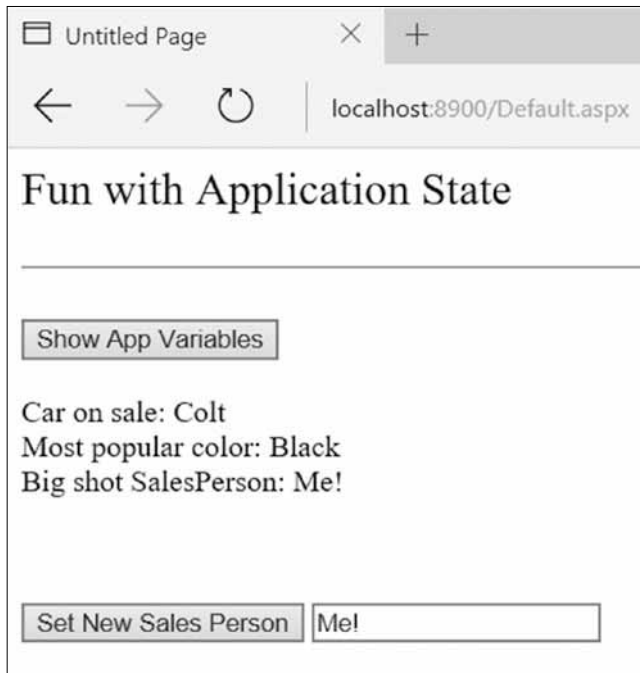 Untitled Page
localhost:8900/Default.aspx
Fun with Application State
Show App Variables
Car on sale: Colt
Most popular color: Black
Big shot SalesPerson: Me!
Set New Sales Person Me!